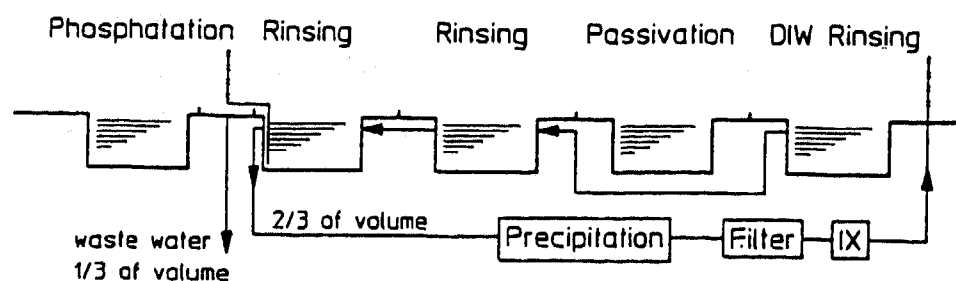 Phosphatation Rinsing Rinsing Passivation DIW Rinsing
2/3 of volume
Precipitation Filter IX
waste water
1/3 of volume